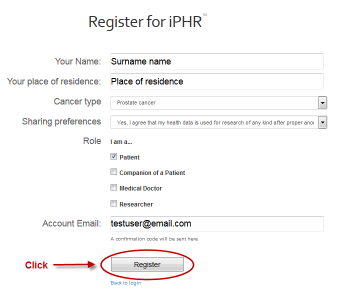 Register for iPHR™
Your Name: Surname name
Your place of residence: Place of residence
Cancer type Prostate cancer
Sharing preferences Yes, I agree that my health data is used for research of any kind after proper anon
Role I am a...
Patient
Companion of a Patient
Medical Doctor
Researcher
Account Email: testuser@email.com
A confirmation code will be sent here
Click Register
Back to login